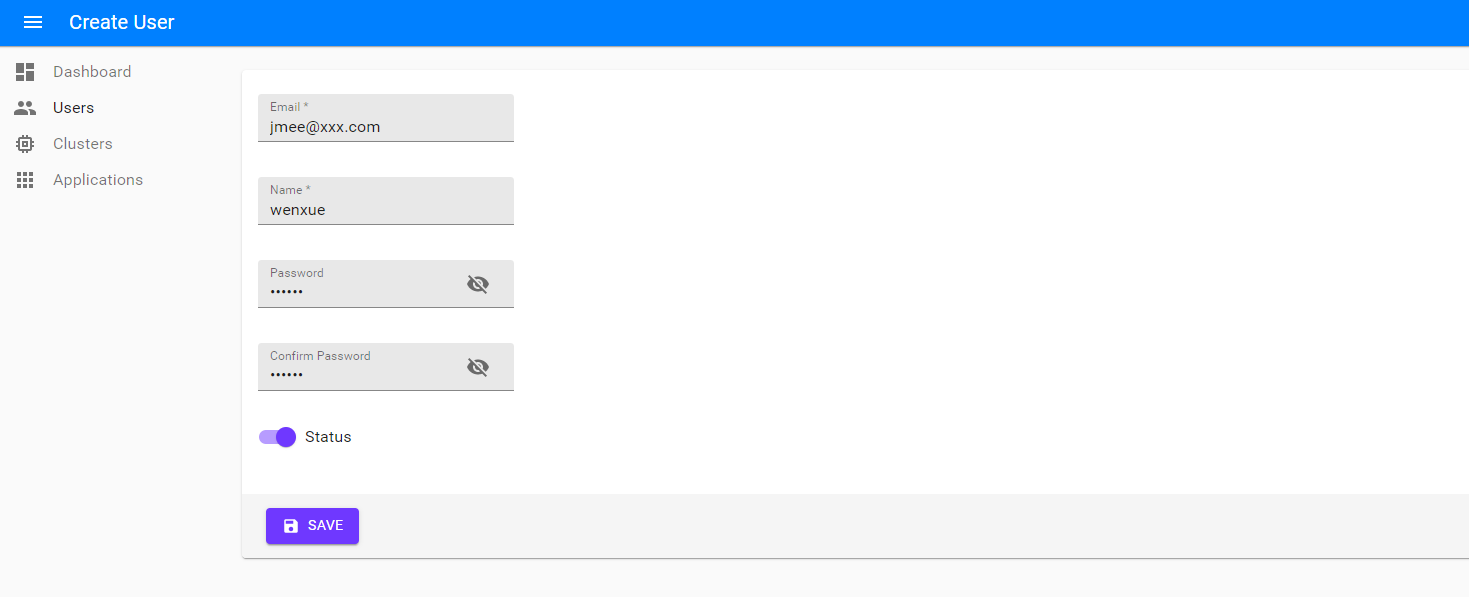 Create User
Dashboard
Users
Clusters
Applications
Email *
jmee@xxx.com
Name *
wenxue
Password
••••••
Confirm Password
••••••
Status
SAVE